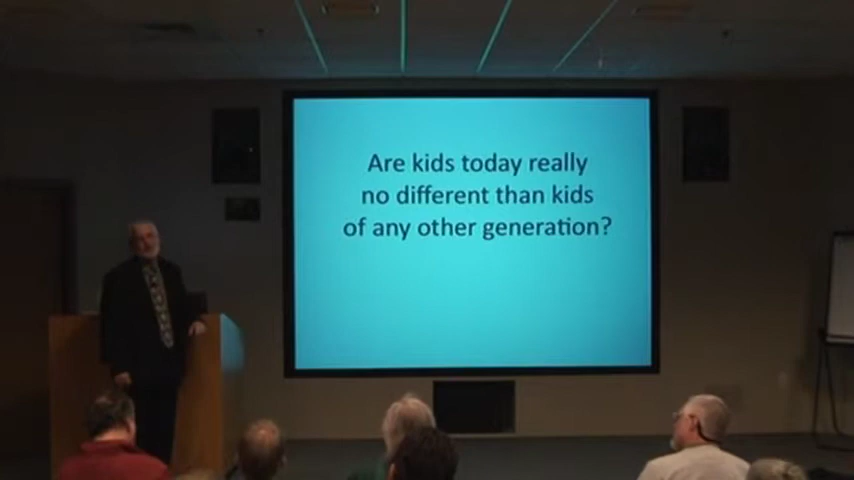 Are kids today really
no different than kids
of any other generation?